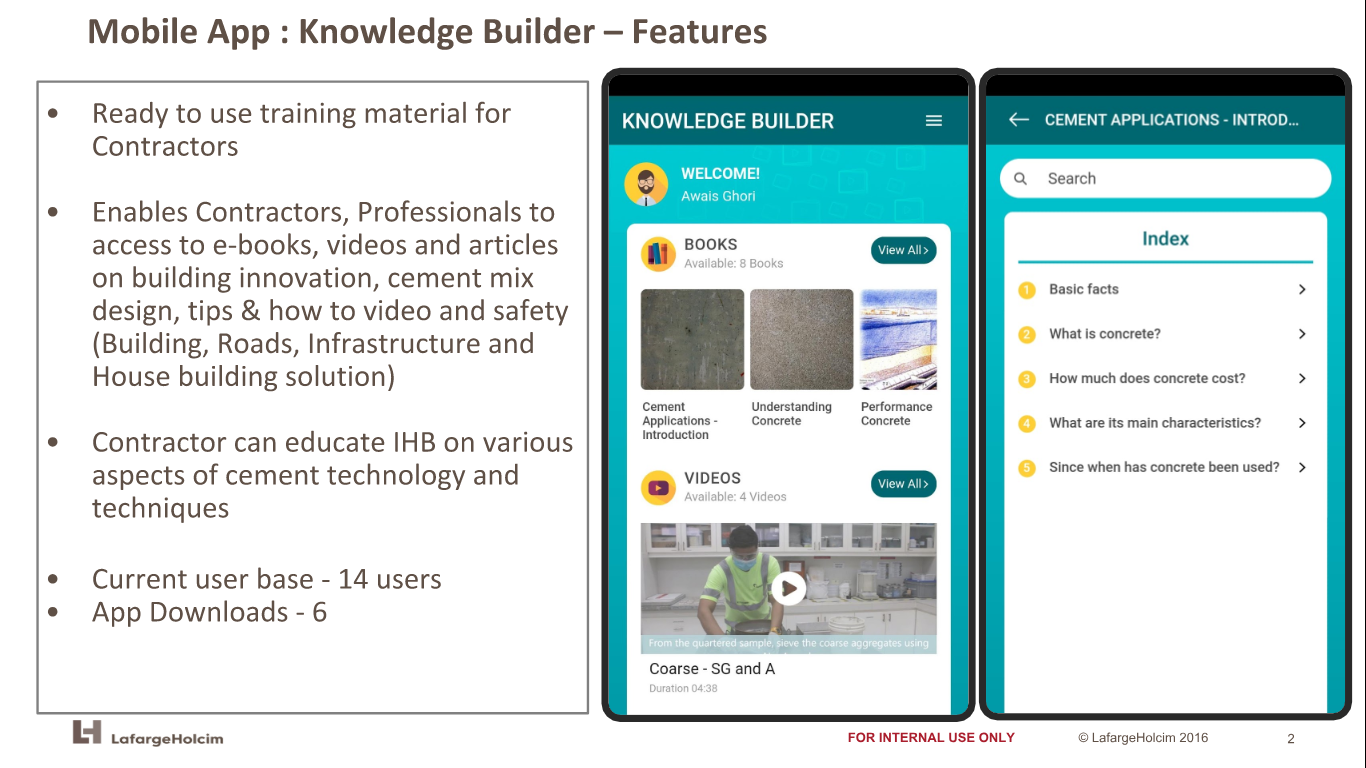 Mobile App : Knowledge Builder – Features
• Ready to use training material for
Contractors
• Enables Contractors, Professionals to
access to e-books, videos and articles
on building innovation, cement mix
design, tips & how to video and safety
(Building, Roads, Infrastructure and
House building solution)
• Contractor can educate IHB on various
aspects of cement technology and
techniques
• Current user base - 14 users
• App Downloads - 6
KNOWLEDGE BUILDER
WELCOME!
Awais Ghori
BOOKS
Available: 8 Books
View All>
Cement
Applications -
Introduction
Understanding
Concrete
Performance
Concrete
VIDEOS
Available: 4 Videos
View All>
From the quartered sample, sieve the coarse aggregates using
Coarse - SG and A
Duration 04:38
CEMENT APPLICATIONS - INTROD...
Search
Index
1 Basic facts
2 What is concrete?
3 How much does concrete cost?
4 What are its main characteristics?
5 Since when has concrete been used?
LafargeHolcim
FOR INTERNAL USE ONLY
© LafargeHolcim 2016
2